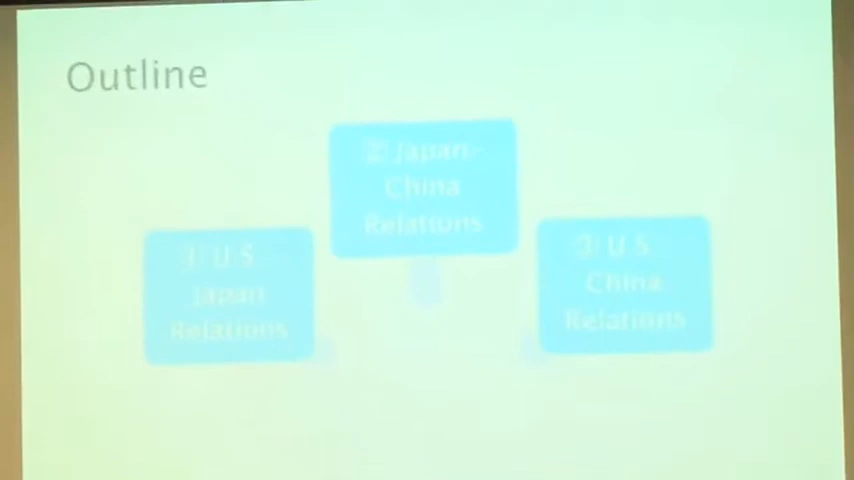 Outline
① U.S.
Japan
Relations
② Japan-
China
Relations
③ U.S.
China
Relations